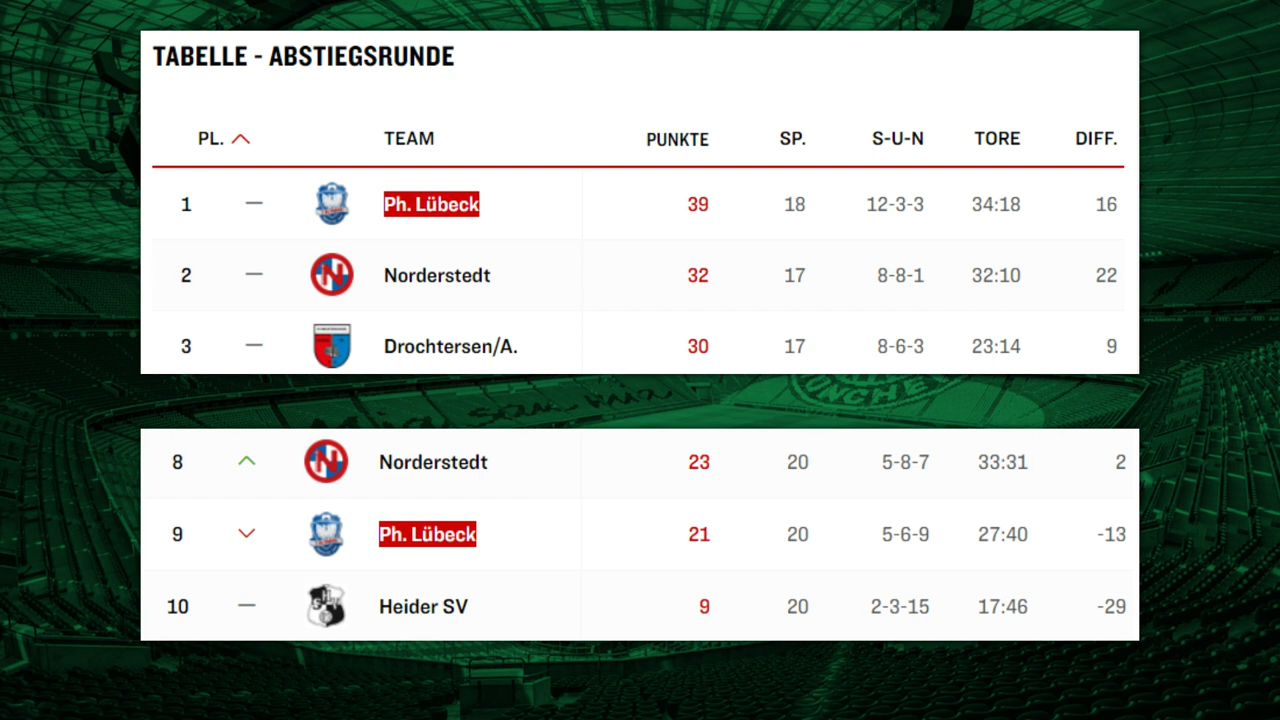 TABELLE - ABSTIEGSRUNDE
PL. TEAM PUNKTE SP. S-U-N TORE DIFF.
1 — Ph. Lübeck 39 18 12-3-3 34:18 16
2 — N Norderstedt 32 17 8-8-1 32:10 22
3 — Drochtersen/A. 30 17 8-6-3 23:14 9
8 N Norderstedt 23 20 5-8-7 33:31 2
9 Ph. Lübeck 21 20 5-6-9 27:40 -13
10 — Heider SV 9 20 2-3-15 17:46 -29